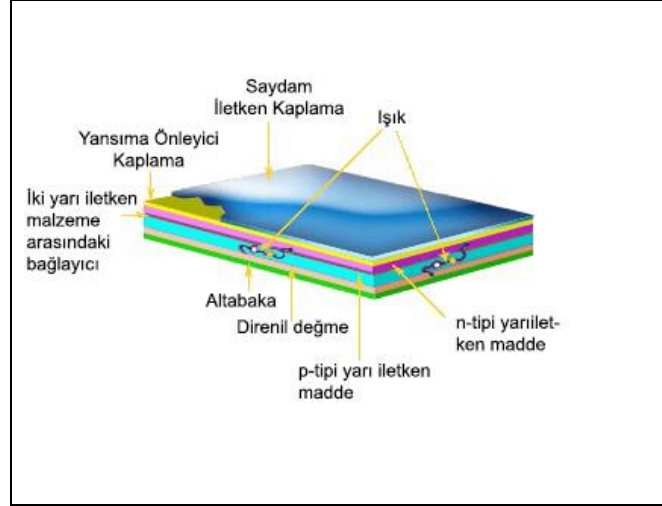 Saydam
İletken Kaplama
Işık
Yansıma Önleyici
Kaplama
İki yarı iletken
malzeme
arasındaki
bağlayıcı
Altabaka
Direnil değme
n-tipi yarıilet-
ken madde
p-tipi yarı iletken
madde